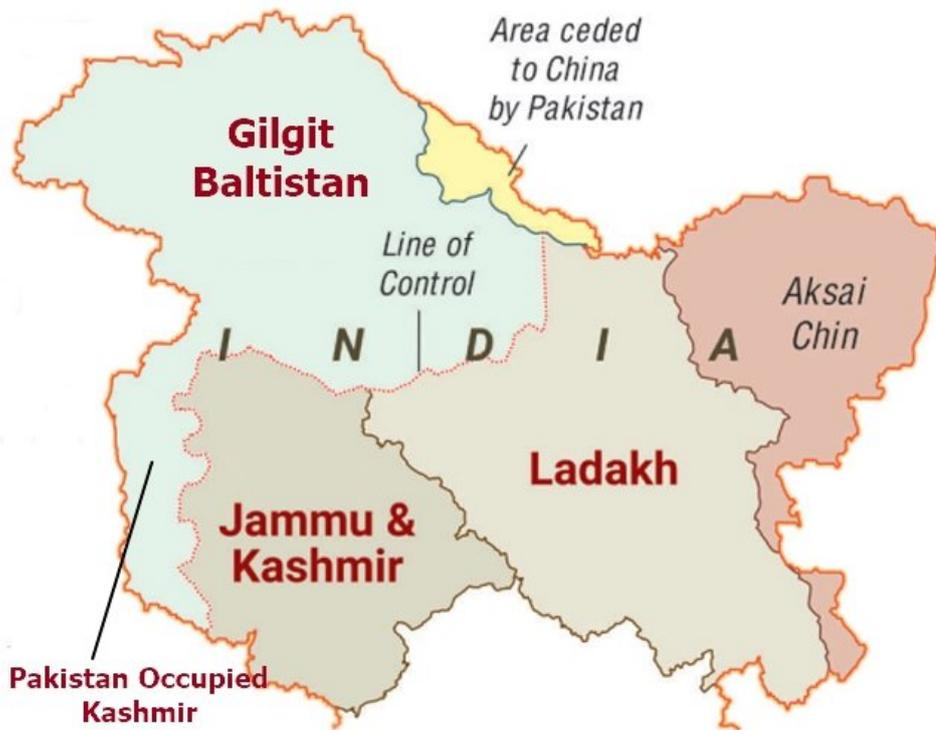 Area ceded
to China
by Pakistan
Gilgit
Baltistan
Line of
Control
Aksai
Chin
I N D I A
Ladakh
Jammu &
Kashmir
Pakistan Occupied
Kashmir